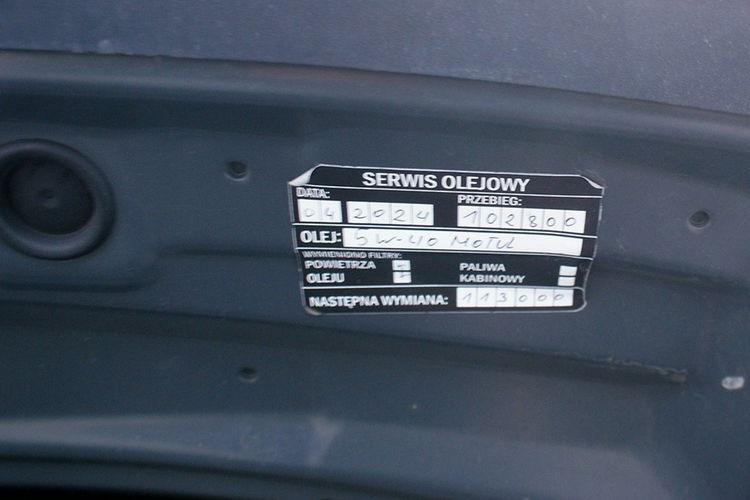 SERWIS OLEJOWY
DATA: PRZEBIEG:
04 2024 102800
OLEJ: 5W-40 MOTUL
WYMIENIONO FILTRY:
POWIETRZA PALIWA
OLEJU KABINOWY
NASTĘPNA WYMIANA: 113000